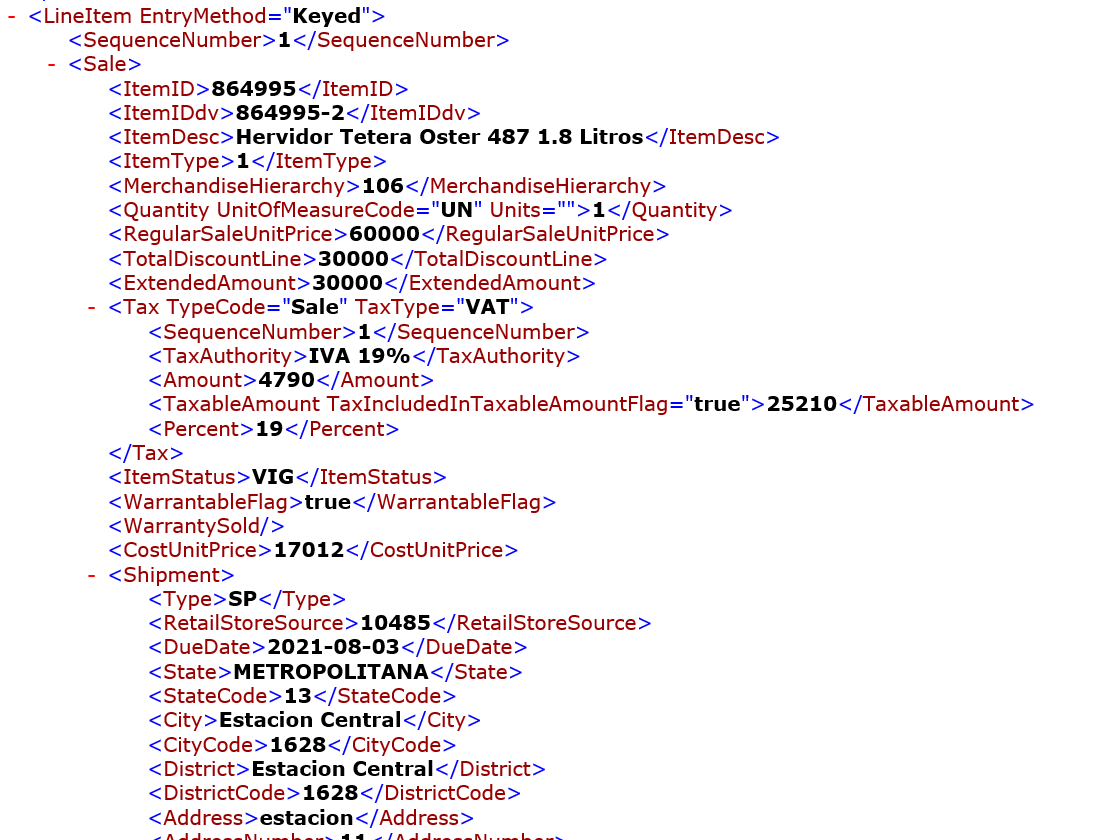 - <LineItem EntryMethod="Keyed">
<SequenceNumber>1</SequenceNumber>
- <Sale>
<ItemID>864995</ItemID>
<ItemIDdv>864995-2</ItemIDdv>
<ItemDesc>Hervidor Tetera Oster 487 1.8 Litros</ItemDesc>
<ItemType>1</ItemType>
<MerchandiseHierarchy>106</MerchandiseHierarchy>
<Quantity UnitOfMeasureCode="UN" Units="">1</Quantity>
<RegularSaleUnitPrice>60000</RegularSaleUnitPrice>
<TotalDiscountLine>30000</TotalDiscountLine>
<ExtendedAmount>30000</ExtendedAmount>
- <Tax TypeCode="Sale" TaxType="VAT">
<SequenceNumber>1</SequenceNumber>
<TaxAuthority>IVA 19%</TaxAuthority>
<Amount>4790</Amount>
<TaxableAmount TaxIncludedInTaxableAmountFlag="true">25210</TaxableAmount>
<Percent>19</Percent>
</Tax>
<ItemStatus>VIG</ItemStatus>
<WarrantableFlag>true</WarrantableFlag>
<WarrantySold/>
<CostUnitPrice>17012</CostUnitPrice>
- <Shipment>
<Type>SP</Type>
<RetailStoreSource>10485</RetailStoreSource>
<DueDate>2021-08-03</DueDate>
<State>METROPOLITANA</State>
<StateCode>13</StateCode>
<City>Estacion Central</City>
<CityCode>1628</CityCode>
<District>Estacion Central</District>
<DistrictCode>1628</DistrictCode>
<Address>estacion</Address>
<AddressNumber>11</AddressNumber>